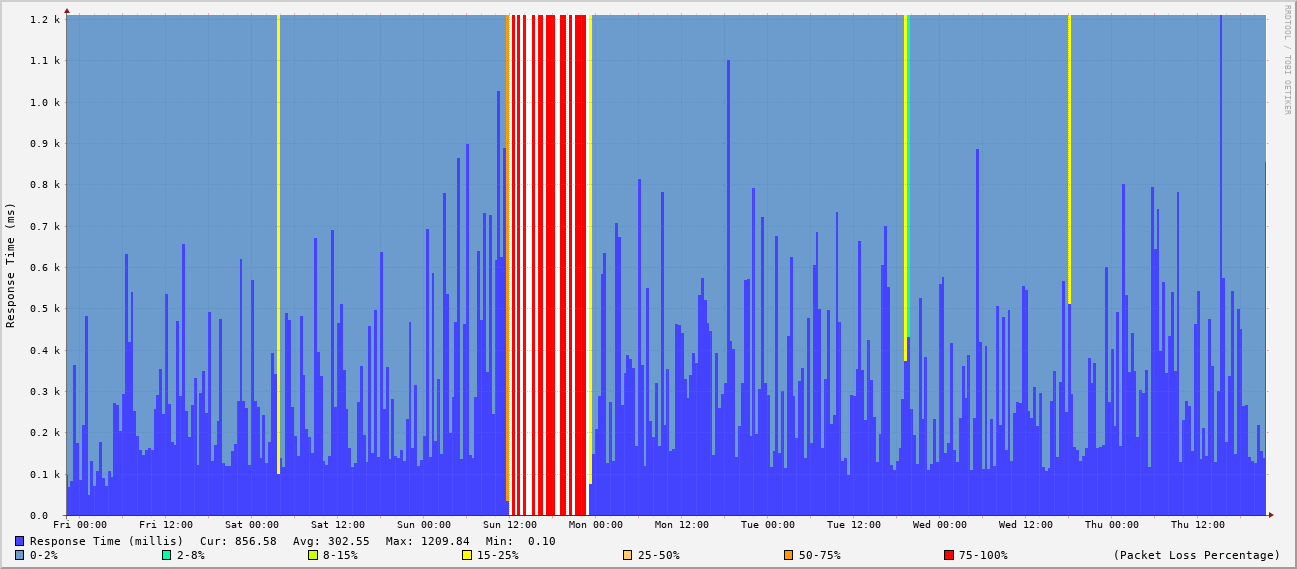 RRDTOOL / TOBI OETIKER
Response Time (ms)
1.2 k
1.1 k
1.0 k
0.9 k
0.8 k
0.7 k
0.6 k
0.5 k
0.4 k
0.3 k
0.2 k
0.1 k
0.0
Fri 00:00 Fri 12:00 Sat 00:00 Sat 12:00 Sun 00:00 Sun 12:00 Mon 00:00 Mon 12:00 Tue 00:00 Tue 12:00 Wed 00:00 Wed 12:00 Thu 00:00 Thu 12:00
Response Time (millis) Cur: 856.58 Avg: 302.55 Max: 1209.84 Min: 0.10
0-2% 2-8% 8-15% 15-25% 25-50% 50-75% 75-100% (Packet Loss Percentage)